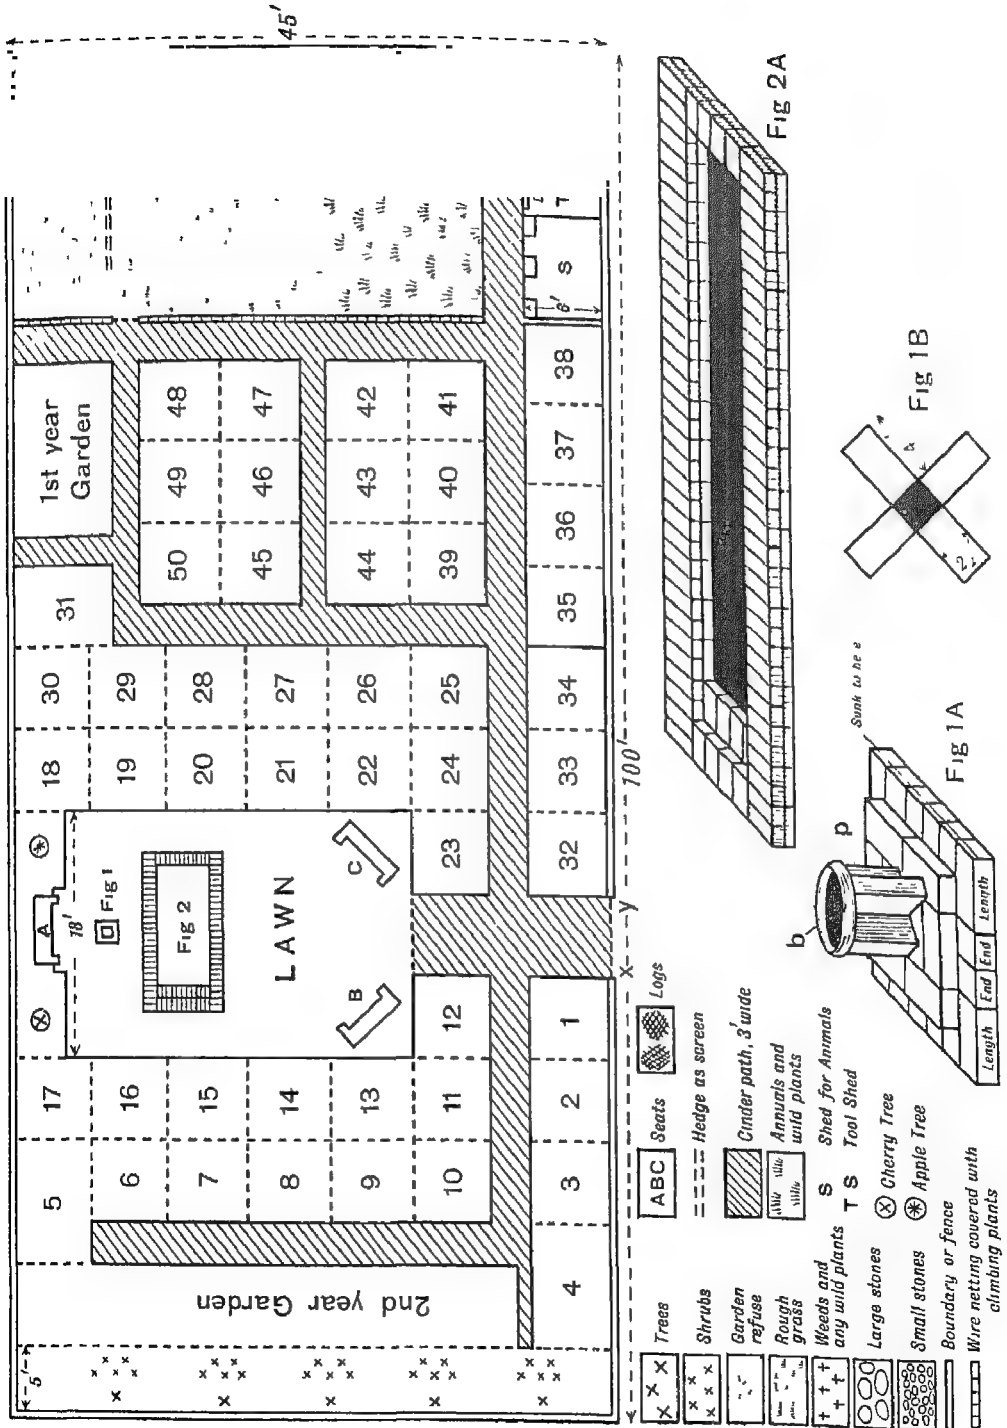 45'
1st year
Garden
48
49
50
47
46
45
42
43
44
41
40
39
38
37
36
35
S
T
6'
31
30
29
28
27
26
25
34
18
19
20
21
22
24
33
23
32
A
18'
Fig 1
Fig 2
LAWN
B
C
17
16
15
14
13
12
11
1
2
5
6
7
8
9
10
3
4
2nd year Garden
5'
x
y
100'
Trees
Shrubs
Garden
refuse
Rough
grass
Weeds and
any wild plants
Large stones
Small stones
Boundary or fence
Wire netting covered with
climbing plants
ABC Seats
Logs
Hedge as screen
Cinder path, 3' wide
Annuals and
wild plants
S Shed for Animals
T S Tool Shed
Cherry Tree
Apple Tree
b
p
Length
End
End
Length
Fig 1A
Fig 1B
Fig 2A